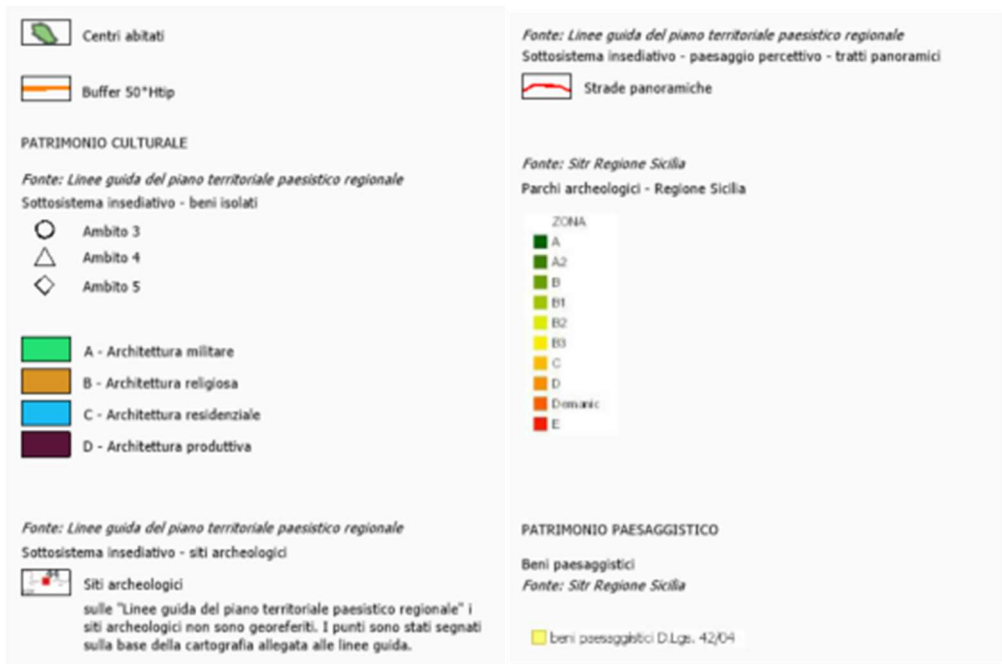 Centri abitati
Buffer 50*Htip
PATRIMONIO CULTURALE
Fonte: Linee guida del piano territoriale paesistico regionale
Sottosistema insediativo - beni isolati
Ambito 3
Ambito 4
Ambito 5
A - Architettura militare
B - Architettura religiosa
C - Architettura residenziale
D - Architettura produttiva
Fonte: Linee guida del piano territoriale paesistico regionale
Sottosistema insediativo - siti archeologici
44
Siti archeologici
sulle "Linee guida del piano territoriale paesistico regionale" i
siti archeologici non sono georeferiti. I punti sono stati segnati
sulla base della cartografia allegata alle linee guida.
Fonte: Linee guida del piano territoriale paesistico regionale
Sottosistema insediativo - paesaggio percettivo - tratti panoramici
Strade panoramiche
Fonte: Sitr Regione Sicilia
Parchi archeologici - Regione Sicilia
ZONA
A
A2
B
B1
B2
B3
C
D
Demanic
E
PATRIMONIO PAESAGGISTICO
Beni paesaggistici
Fonte: Sitr Regione Sicilia
beni paesaggistici D.Lgs. 42/04